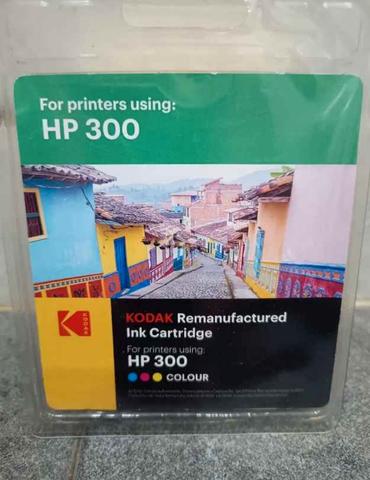 For printers using:
HP 300
KODAK Remanufactured
Ink Cartridge
For printers using:
HP 300
COLOUR
KODAK